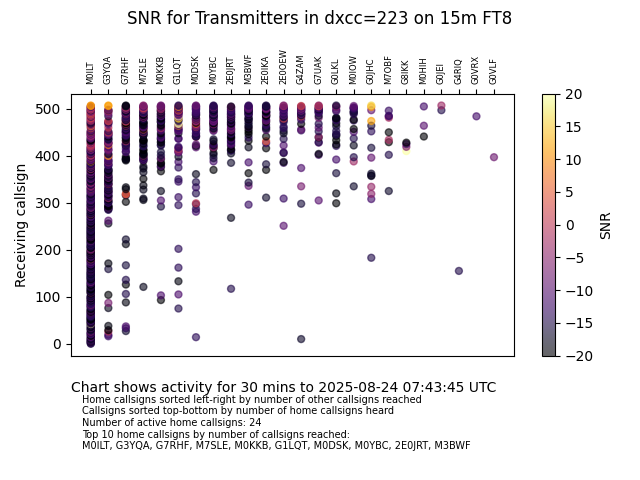 SNR for Transmitters in dxcc=223 on 15m FT8
M0ILT G3YQA G7RHF M7SLE M0KKB G1LQT M0DSK M0YBC 2E0JRT M3BWF 2E0IKA 2E0OEW G4ZAM G7UAK G0LKL M0IOW G0JHC M7OBF G8IKK M0HIH G0JEI G4RIQ G0VRX G0VLF
500
400
300
200
100
0
Receiving callsign
20
15
10
5
0
−5
−10
−15
−20
SNR
Chart shows activity for 30 mins to 2025-08-24 07:43:45 UTC
Home callsigns sorted left-right by number of other callsigns reached
Callsigns sorted top-bottom by number of home callsigns heard
Number of active home callsigns: 24
Top 10 home callsigns by number of callsigns reached:
M0ILT, G3YQA, G7RHF, M7SLE, M0KKB, G1LQT, M0DSK, M0YBC, 2E0JRT, M3BWF